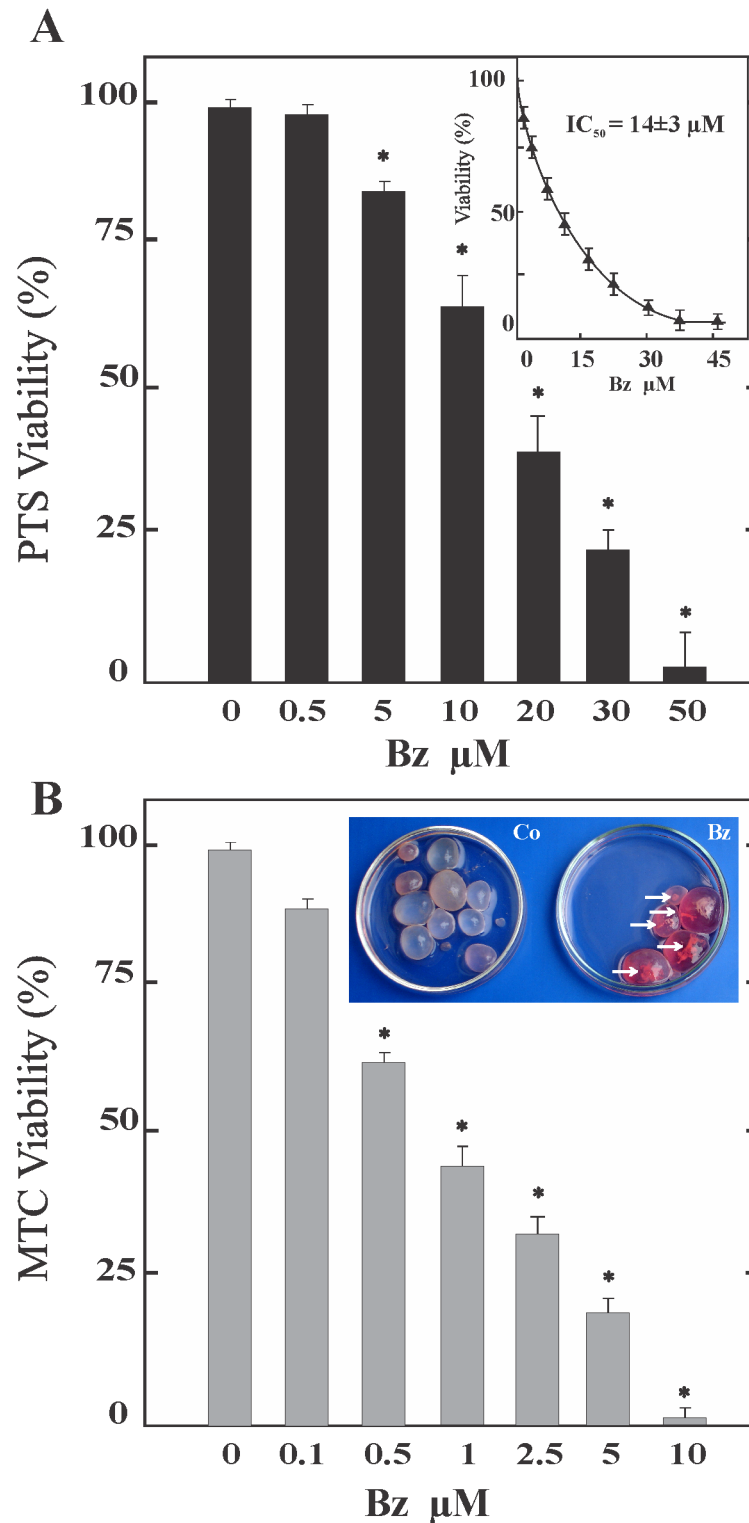 A
PTS Viability (%)
100
75
50
25
0
* * * * *
0 0.5 5 10 20 30 50
Bz μM
Viability (%)
100
50
0
IC₅₀ = 14±3 μM
0 15 30 45
Bz μM
B
MTC Viability (%)
100
75
50
25
0
Co Bz
* * * * *
0 0.1 0.5 1 2.5 5 10
Bz μM